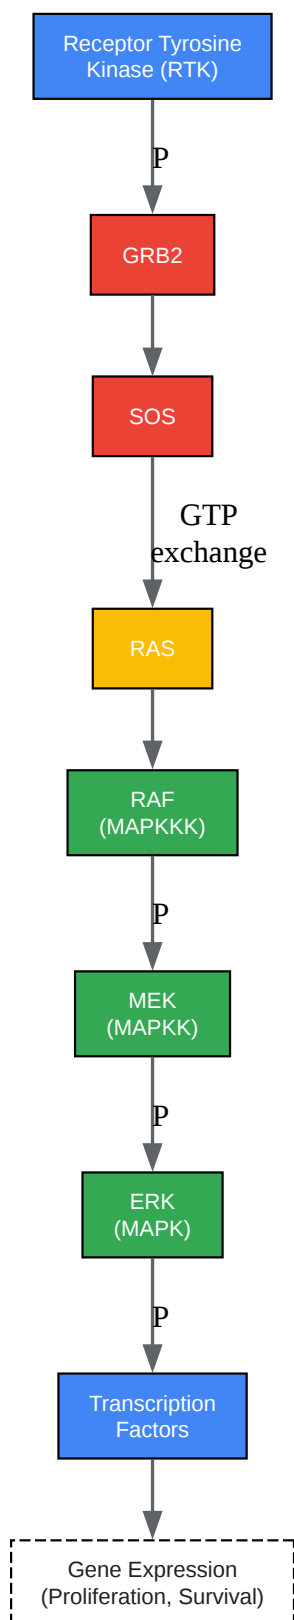 Receptor Tyrosine
Kinase (RTK)
P
GRB2
SOS
GTP
exchange
RAS
RAF
(MAPKKK)
P
MEK
(MAPKK)
P
ERK
(MAPK)
P
Transcription
Factors
Gene Expression
(Proliferation, Survival)